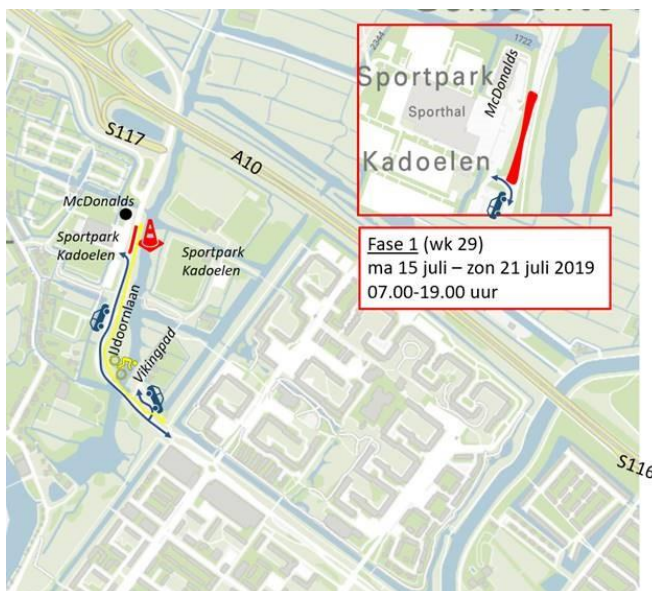 S117
A10
McDonalds
Sportpark
Kadoelen
Sportpark
Kadoelen
IJdoornlaan
Vikingpad
S116
2344
1722
Sportpark
McDonalds
Sporthal
Kadoelen
Fase 1 (wk 29)
ma 15 juli – zon 21 juli 2019
07.00-19.00 uur